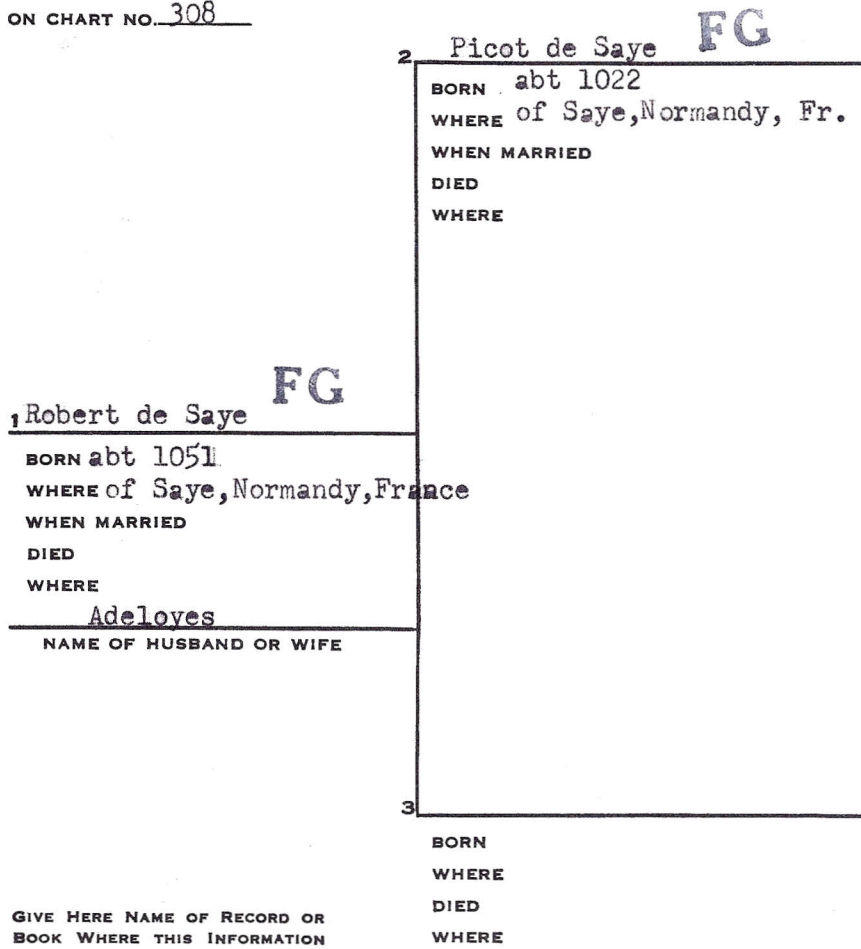 ON CHART NO. 308
2 Picot de Saye FG
BORN abt 1022
WHERE of Saye,Normandy, Fr.
WHEN MARRIED
DIED
WHERE
FG
1 Robert de Saye
BORN abt 1051
WHERE of Saye,Normandy,France
WHEN MARRIED
DIED
WHERE
Adeloyes
NAME OF HUSBAND OR WIFE
3
BORN
WHERE
DIED
WHERE
GIVE HERE NAME OF RECORD OR
BOOK WHERE THIS INFORMATION